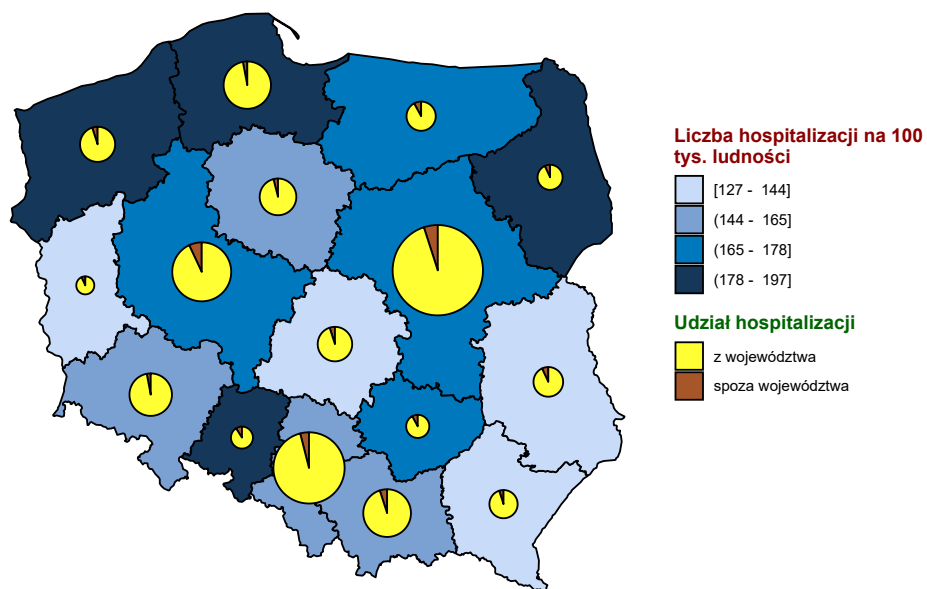 Liczba hospitalizacji na 100
tys. ludności
[127 - 144]
(144 - 165]
(165 - 178]
(178 - 197]
Udział hospitalizacji
z województwa
spoza województwa